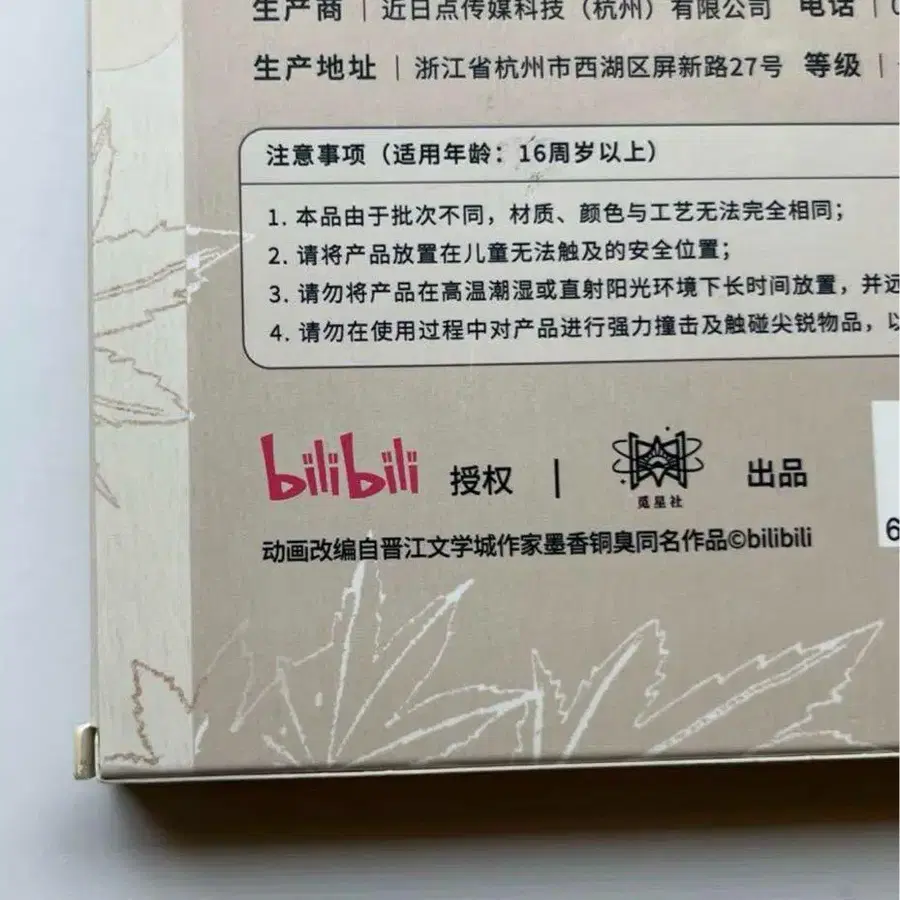 生产商 | 近日点传媒科技（杭州）有限公司 电话 |
生产地址 | 浙江省杭州市西湖区屏新路27号 等级 |
注意事项（适用年龄：16周岁以上）
1. 本品由于批次不同，材质、颜色与工艺无法完全相同；
2. 请将产品放置在儿童无法触及的安全位置；
3. 请勿将产品在高温潮湿或直射阳光环境下长时间放置，并远
4. 请勿在使用过程中对产品进行强力撞击及触碰尖锐物品，以
bilibili 授权 | 觅星社 出品
动画改编自晋江文学城作家墨香铜臭同名作品©bilibili
6